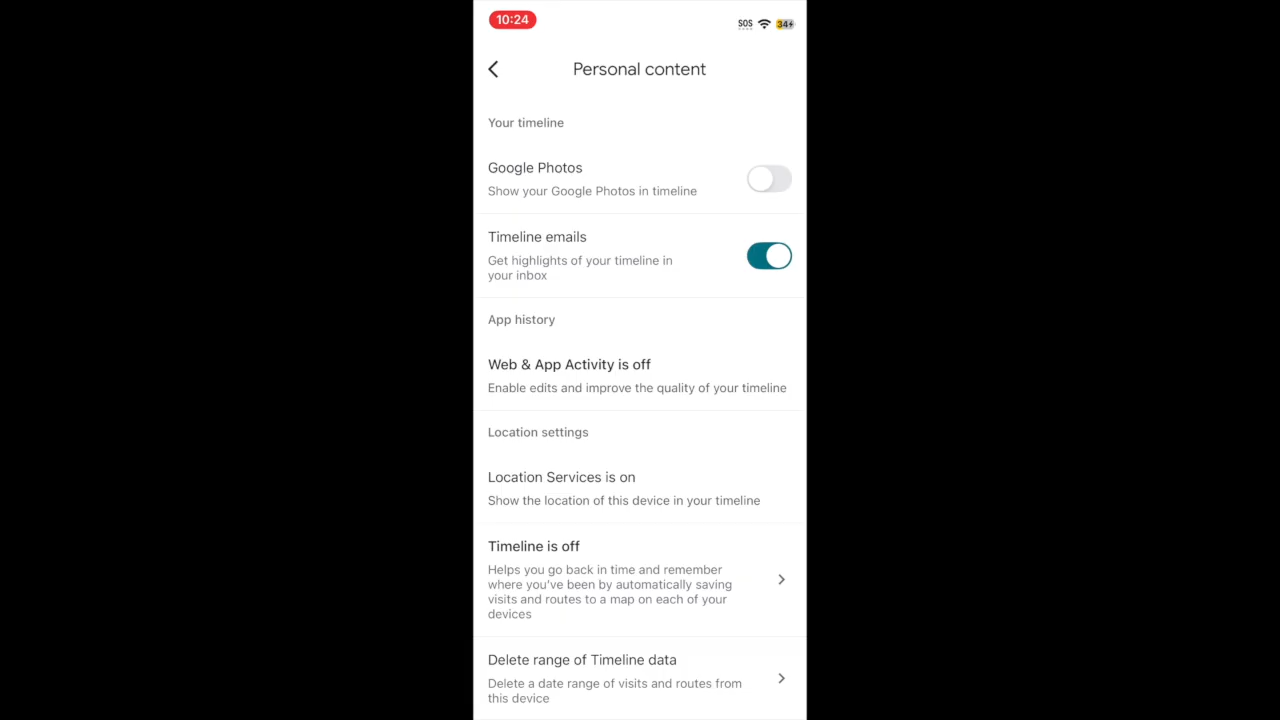 10:24
SOS
34
Personal content
Your timeline
Google Photos
Show your Google Photos in timeline
Timeline emails
Get highlights of your timeline in
your inbox
App history
Web & App Activity is off
Enable edits and improve the quality of your timeline
Location settings
Location Services is on
Show the location of this device in your timeline
Timeline is off
Helps you go back in time and remember
where you've been by automatically saving
visits and routes to a map on each of your
devices
Delete range of Timeline data
Delete a date range of visits and routes from
this device